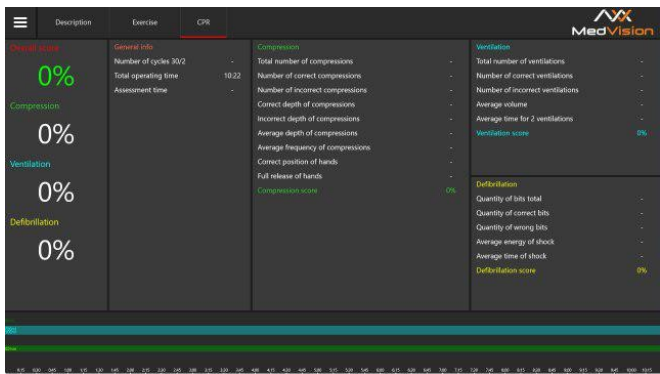 Description Exercise CPR
MedVision
Overall score
0%
Compression
0%
Ventilation
0%
Defibrillation
0%
General info
Number of cycles 30/2 -
Total operating time 10:22
Assessment time -
Compression
Total number of compressions -
Number of correct compressions -
Number of incorrect compressions -
Correct depth of compressions -
Incorrect depth of compressions -
Average depth of compressions -
Average frequency of compressions -
Correct position of hands -
Full release of hands -
Compression score 0%
Ventilation
Total number of ventilations -
Number of correct ventilations -
Number of incorrect ventilations -
Average volume -
Average time for 2 ventilations -
Ventilation score 0%
Defibrillation
Quantity of bits total -
Quantity of correct bits -
Quantity of wrong bits -
Average energy of shock -
Average time of shock -
Defibrillation score 0%